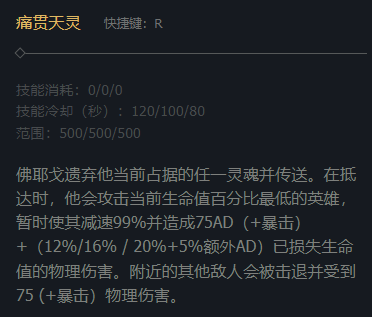 痛贯天灵 快捷键：R
技能消耗：0/0/0
技能冷却（秒）：120/100/80
范围：500/500/500
佛耶戈遗弃他当前占据的任一灵魂并传送。在抵
达时，他会攻击当前生命值百分比最低的英雄，
暂时使其减速99%并造成75AD（+暴击）
+（12%/16% / 20%+5%额外AD）已损失生命
值的物理伤害。附近的其他敌人会被击退并受到
75 (+暴击）物理伤害。